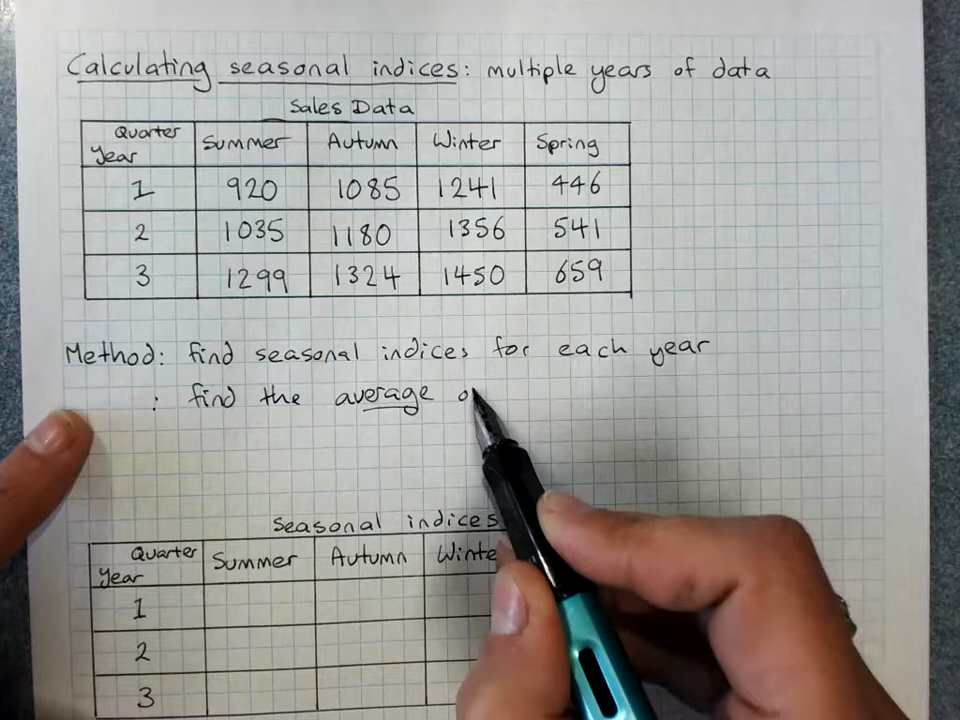 Calculating seasonal indices: multiple years of data
Sales Data
Quarter
Year Summer Autumn Winter Spring
1 920 1085 1241 446
2 1035 1180 1356 541
3 1299 1324 1450 659
Method: find seasonal indices for each year
: find the average
Seasonal indices
Quarter
Year Summer Autumn
1
2
3